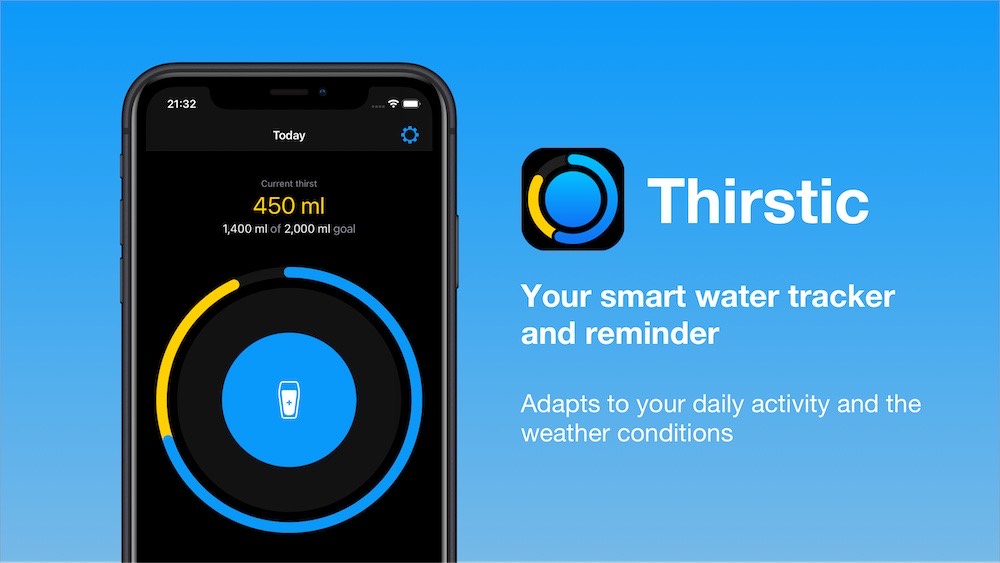 21:32
Today
Current thirst
450 ml
1,400 ml of 2,000 ml goal
Thirstic
Your smart water tracker
and reminder
Adapts to your daily activity and the
weather conditions